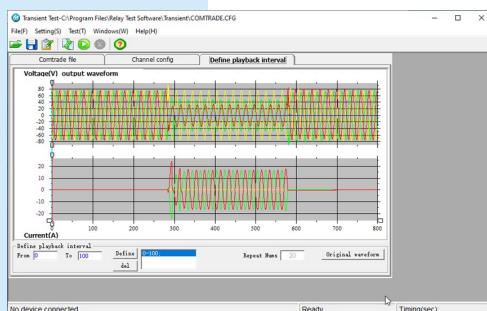 Transient Test-C:\Program Files\Relay Test Software\Transient\COMTRADE.CFG
File(F) Setting(S) Test(T) Windows(W) Help(H)
Comtrade file Channel config Define playback interval
Voltage(V) output waveform
80
60
40
20
0
-20
-40
-60
-80
20
10
0
-10
-20
0 100 200 300 400 500 600 700 800
Current(A)
Define playback interval
From 0 To 100 Define 0-100 Repeat Nums 20 Original waveform
del
No device connected Ready Timing(sec):